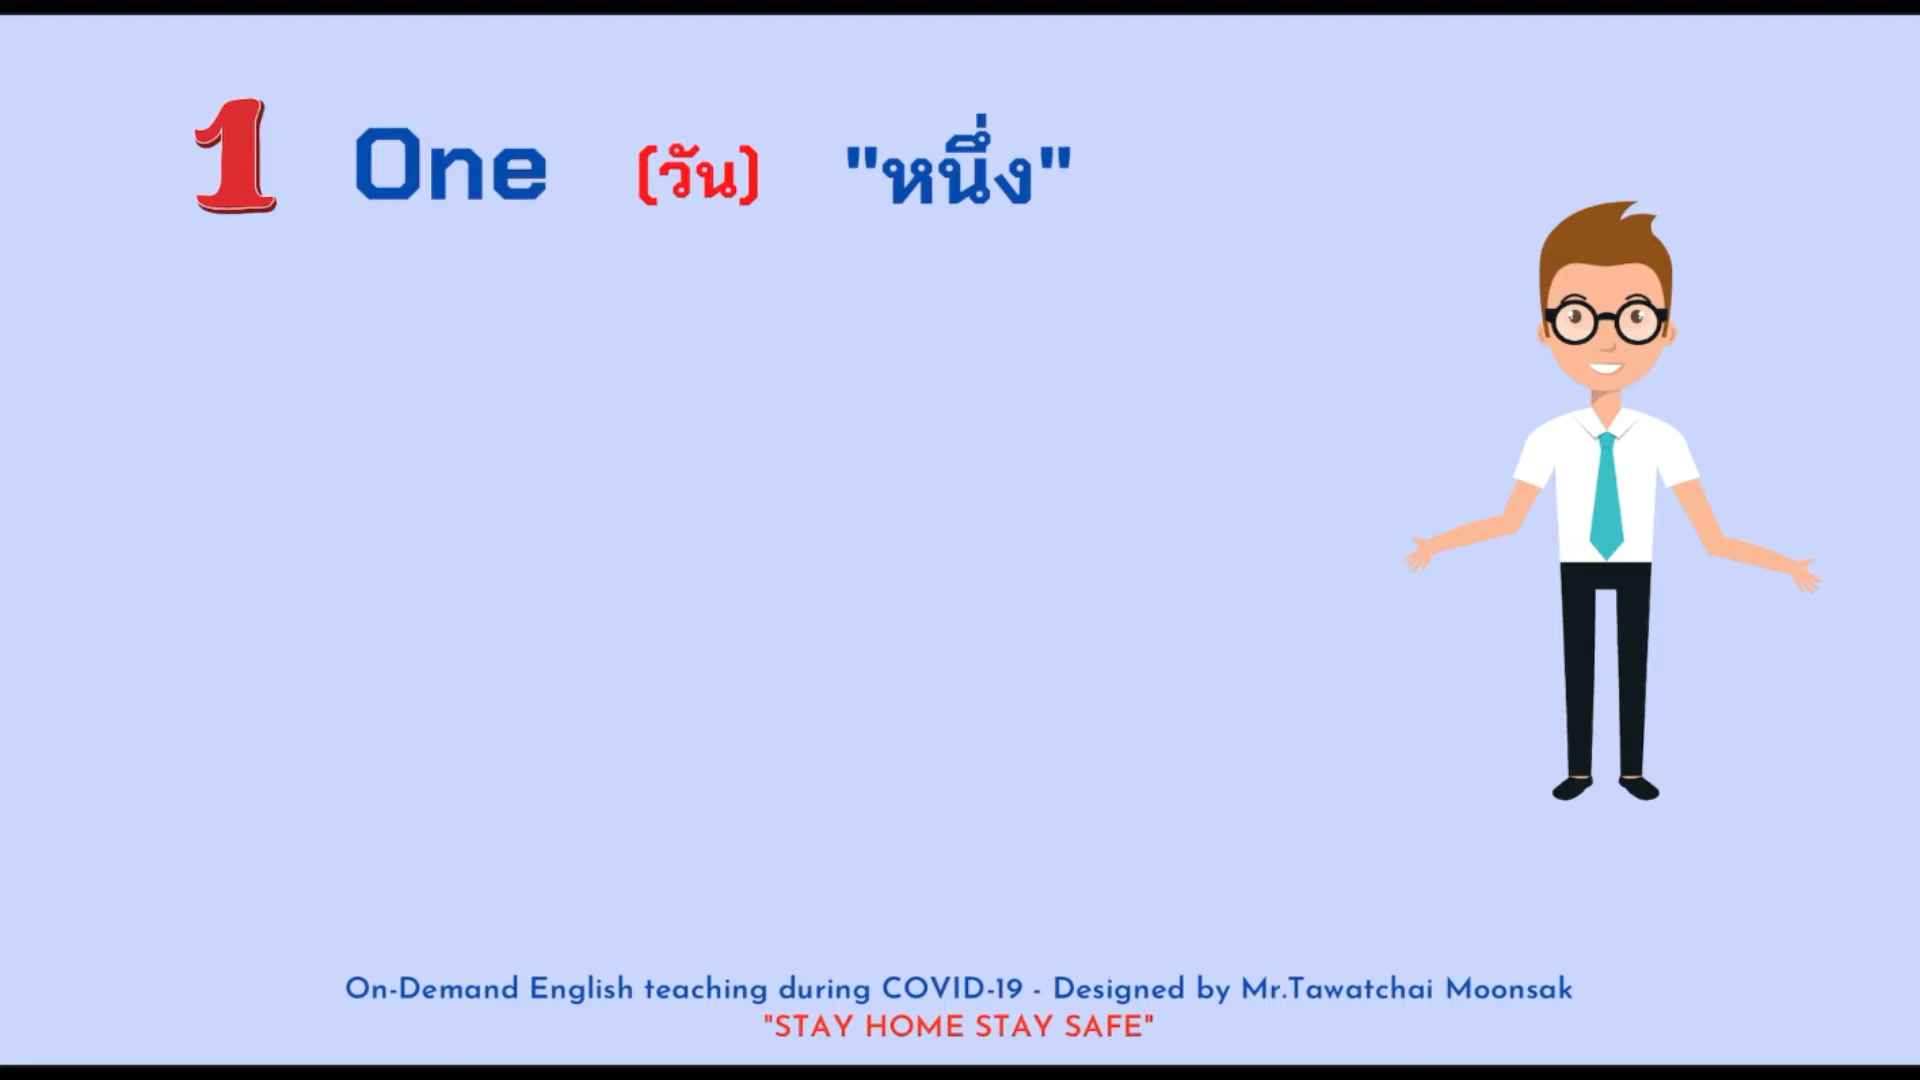 1 One (วัน) "หนึ่ง"
On-Demand English teaching during COVID-19 - Designed by Mr.Tawatchai Moonsak
"STAY HOME STAY SAFE"